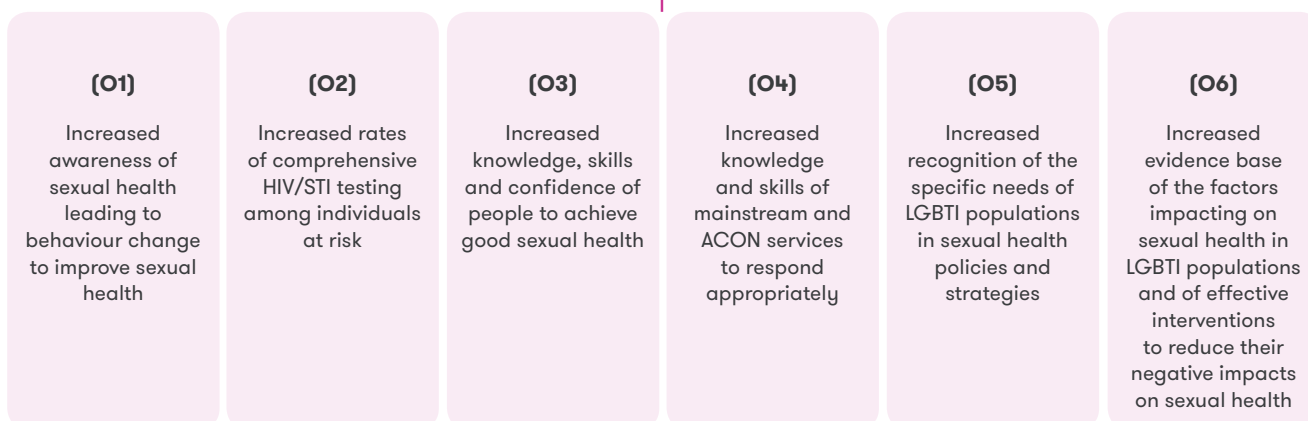 (O1)
Increased
awareness of
sexual health
leading to
behaviour change
to improve sexual
health
(O2)
Increased rates
of comprehensive
HIV/STI testing
among individuals
at risk
(O3)
Increased
knowledge, skills
and confidence of
people to achieve
good sexual health
(O4)
Increased
knowledge
and skills of
mainstream and
ACON services
to respond
appropriately
(O5)
Increased
recognition of the
specific needs of
LGBTI populations
in sexual health
policies and
strategies
(O6)
Increased
evidence base
of the factors
impacting on
sexual health in
LGBTI populations
and of effective
interventions
to reduce their
negative impacts
on sexual health